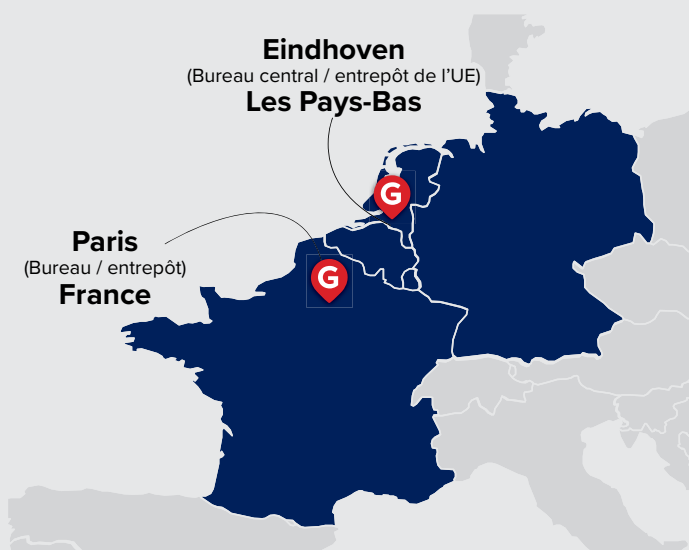 Eindhoven
(Bureau central / entrepôt de l’UE)
Les Pays-Bas
G
Paris
(Bureau / entrepôt)
France
G